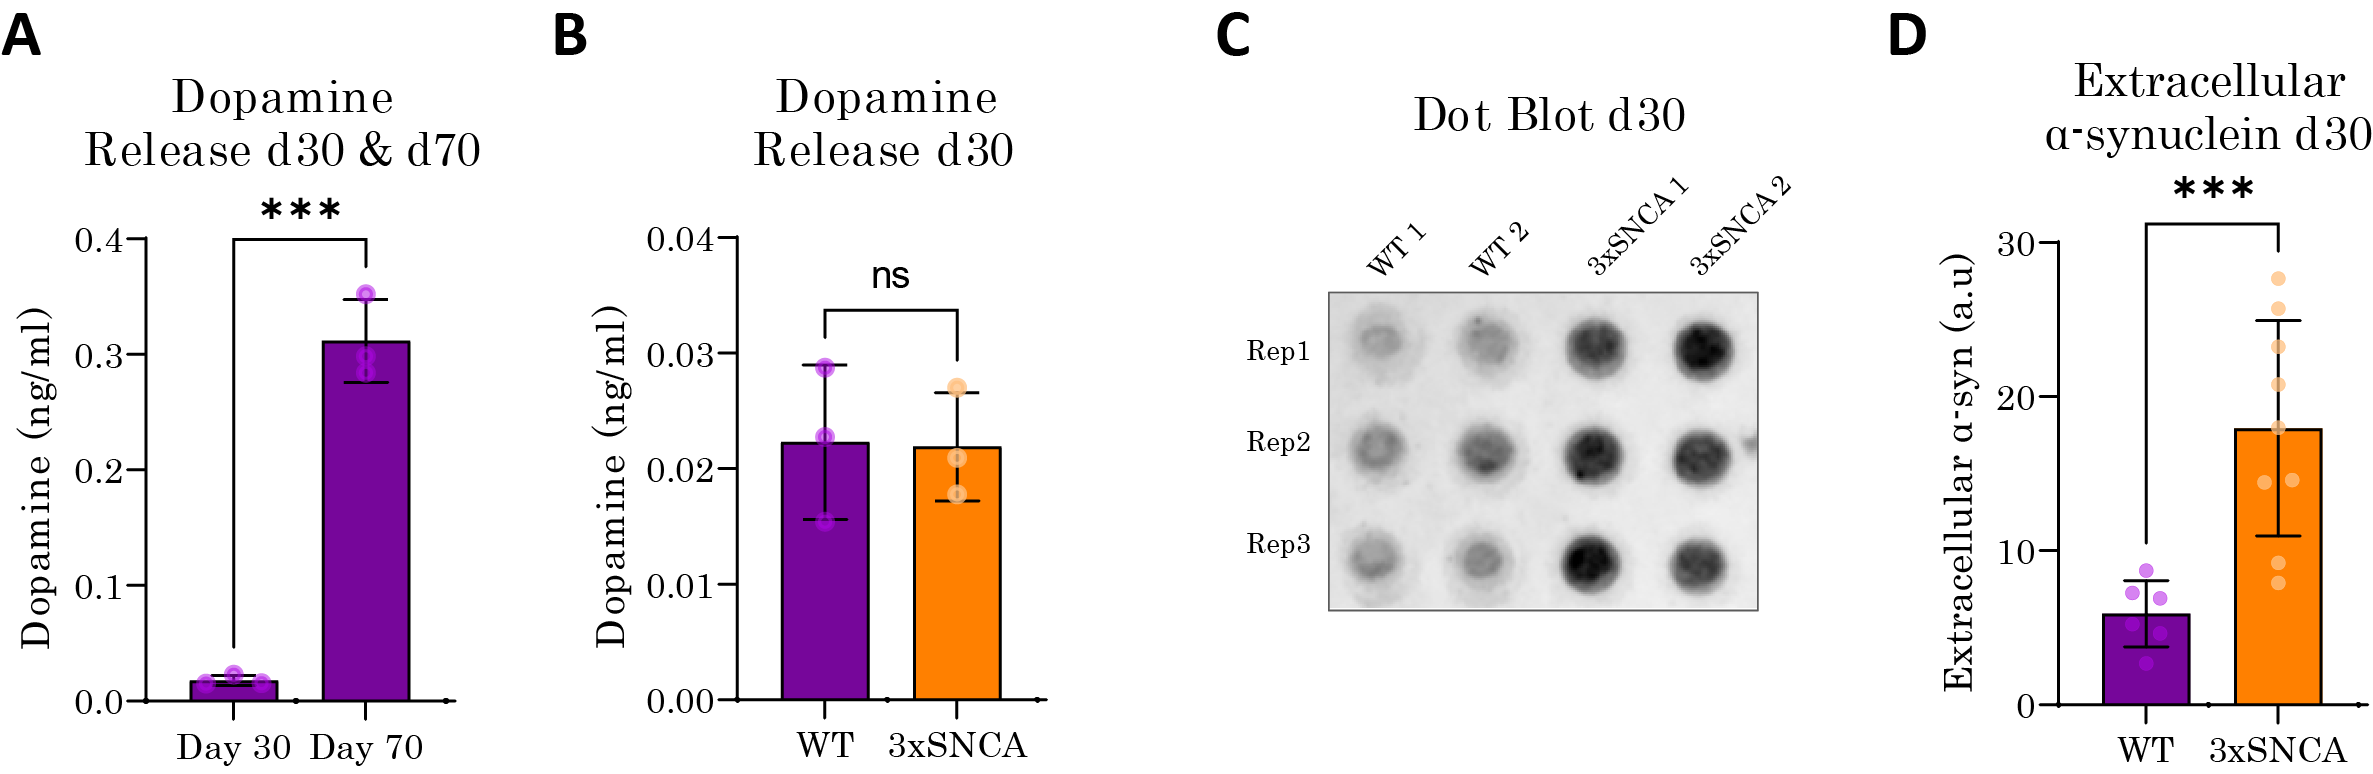 A
Dopamine
Release d30 & d70
***
Dopamine (ng/ml)
0.4
0.3
0.2
0.1
0.0
Day 30 Day 70
B
Dopamine
Release d30
ns
Dopamine (ng/ml)
0.04
0.03
0.02
0.01
0.00
WT 3xSNCA
C
Dot Blot d30
WT 1 WT 2 3xSNCA 1 3xSNCA 2
Rep1
Rep2
Rep3
D
Extracellular
α-synuclein d30
***
Extracellular α-syn (a.u)
30
20
10
0
WT 3xSNCA